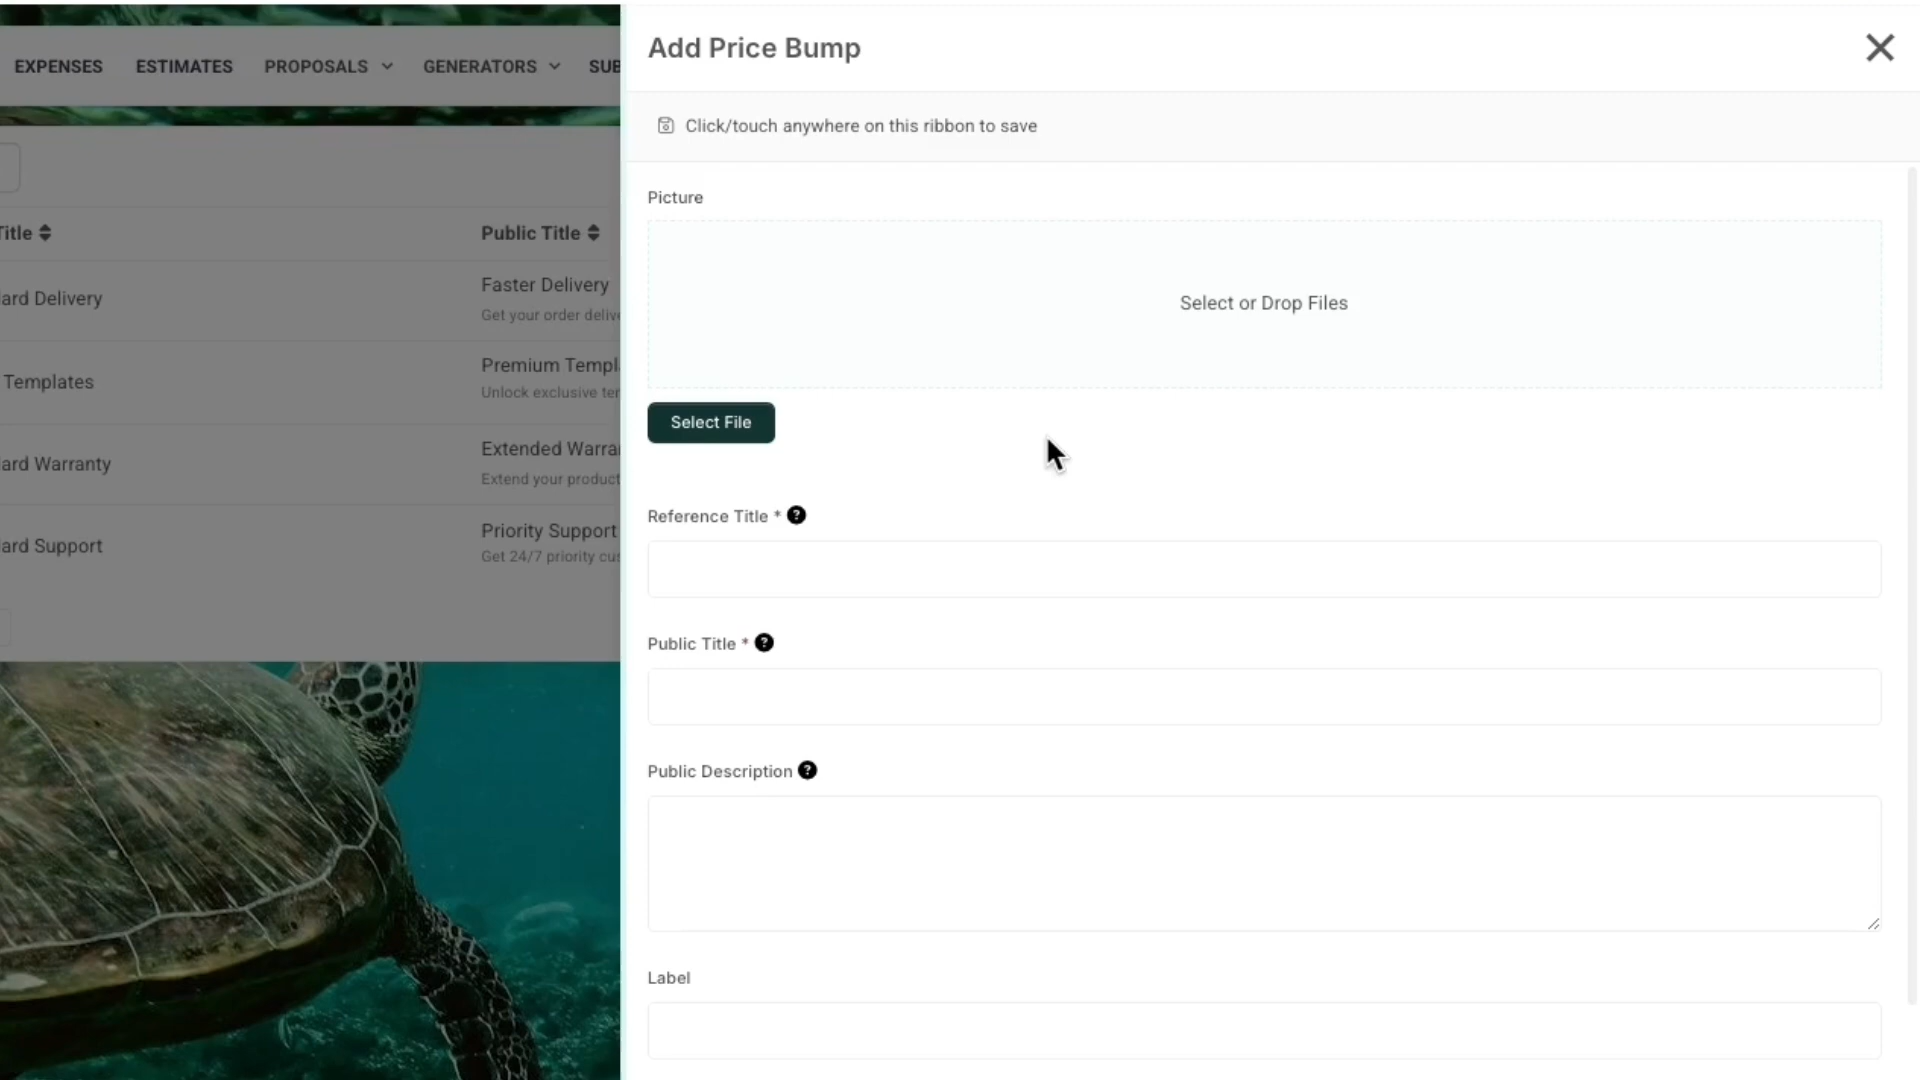 EXPENSES ESTIMATES PROPOSALS GENERATORS SUB
Title Public Title
ard Delivery Faster Delivery
Get your order delive
Templates Premium Templ
Unlock exclusive ter
ard Warranty Extended Warra
Extend your product
ard Support Priority Support
Get 24/7 priority cus
Add Price Bump
Click/touch anywhere on this ribbon to save
Picture
Select or Drop Files
Select File
Reference Title * ?
Public Title * ?
Public Description ?
Label